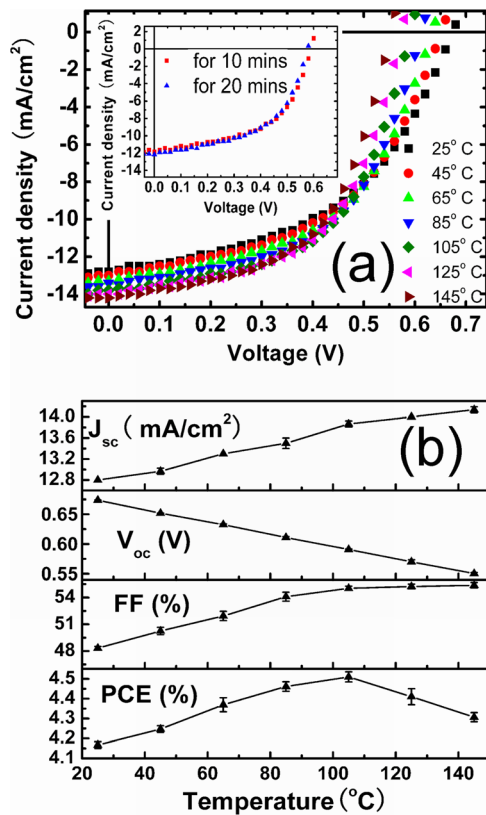 Current density (mA/cm²)
0
-2
-4
-6
-8
-10
-12
-14
Current density (mA/cm²)
2
0
-2
-4
-6
-8
-10
-12
-14
for 10 mins
for 20 mins
0.0 0.1 0.2 0.3 0.4 0.5 0.6
Voltage (V)
25° C
45° C
65° C
85° C
105° C
125° C
145° C
(a)
0.0 0.1 0.2 0.3 0.4 0.5 0.6 0.7
Voltage (V)
14.0
13.6
13.2
12.8
J_sc ( mA/cm²)
(b)
0.65
0.60
0.55
V_oc (V)
54
51
48
FF (%)
4.5
4.4
4.3
4.2
4.1
PCE (%)
20 40 60 80 100 120 140
Temperature (°C)